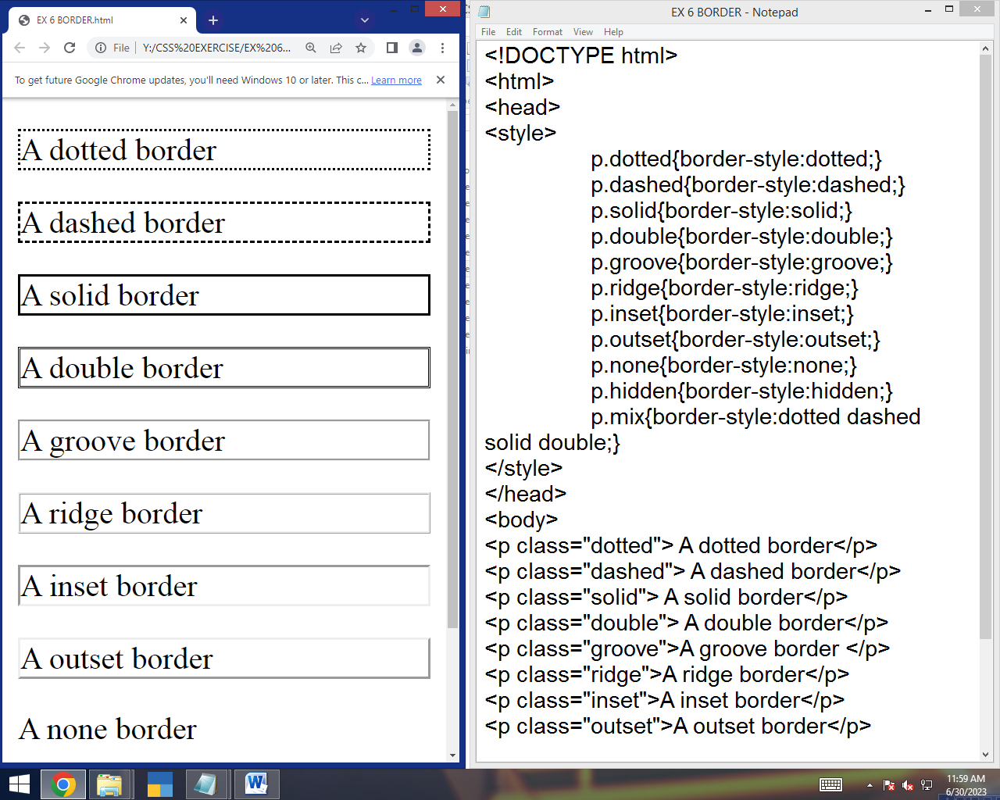 EX 6 BORDER.html
File
Y:/CSS%20EXERCISE/EX%206...
To get future Google Chrome updates, you'll need Windows 10 or later. This c... Learn more
A dotted border
A dashed border
A solid border
A double border
A groove border
A ridge border
A inset border
A outset border
A none border
EX 6 BORDER - Notepad
File Edit Format View Help
<!DOCTYPE html>
<html>
<head>
<style>
p.dotted{border-style:dotted;}
p.dashed{border-style:dashed;}
p.solid{border-style:solid;}
p.double{border-style:double;}
p.groove{border-style:groove;}
p.ridge{border-style:ridge;}
p.inset{border-style:inset;}
p.outset{border-style:outset;}
p.none{border-style:none;}
p.hidden{border-style:hidden;}
p.mix{border-style:dotted dashed
solid double;}
</style>
</head>
<body>
<p class="dotted"> A dotted border</p>
<p class="dashed"> A dashed border</p>
<p class="solid"> A solid border</p>
<p class="double"> A double border</p>
<p class="groove">A groove border </p>
<p class="ridge">A ridge border</p>
<p class="inset">A inset border</p>
<p class="outset">A outset border</p>
11:59 AM
6/30/2023